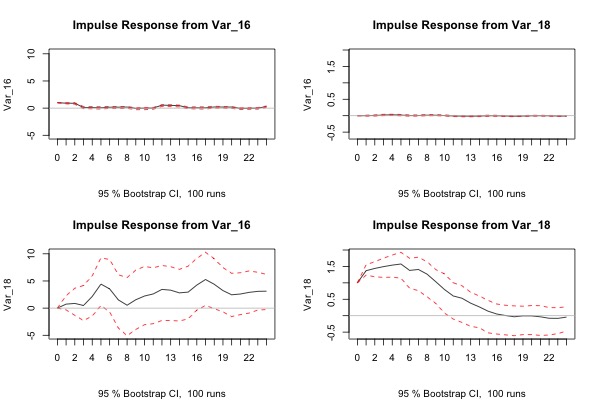 Impulse Response from Var_16
Var_16
10
5
0
-5
0 2 4 6 8 10 13 16 19 22
95 % Bootstrap CI,  100 runs
Impulse Response from Var_18
Var_16
1.5
0.5
-0.5
0 2 4 6 8 10 13 16 19 22
95 % Bootstrap CI,  100 runs
Impulse Response from Var_16
Var_18
10
5
0
-5
0 2 4 6 8 10 13 16 19 22
95 % Bootstrap CI,  100 runs
Impulse Response from Var_18
Var_18
1.5
0.5
-0.5
0 2 4 6 8 10 13 16 19 22
95 % Bootstrap CI,  100 runs